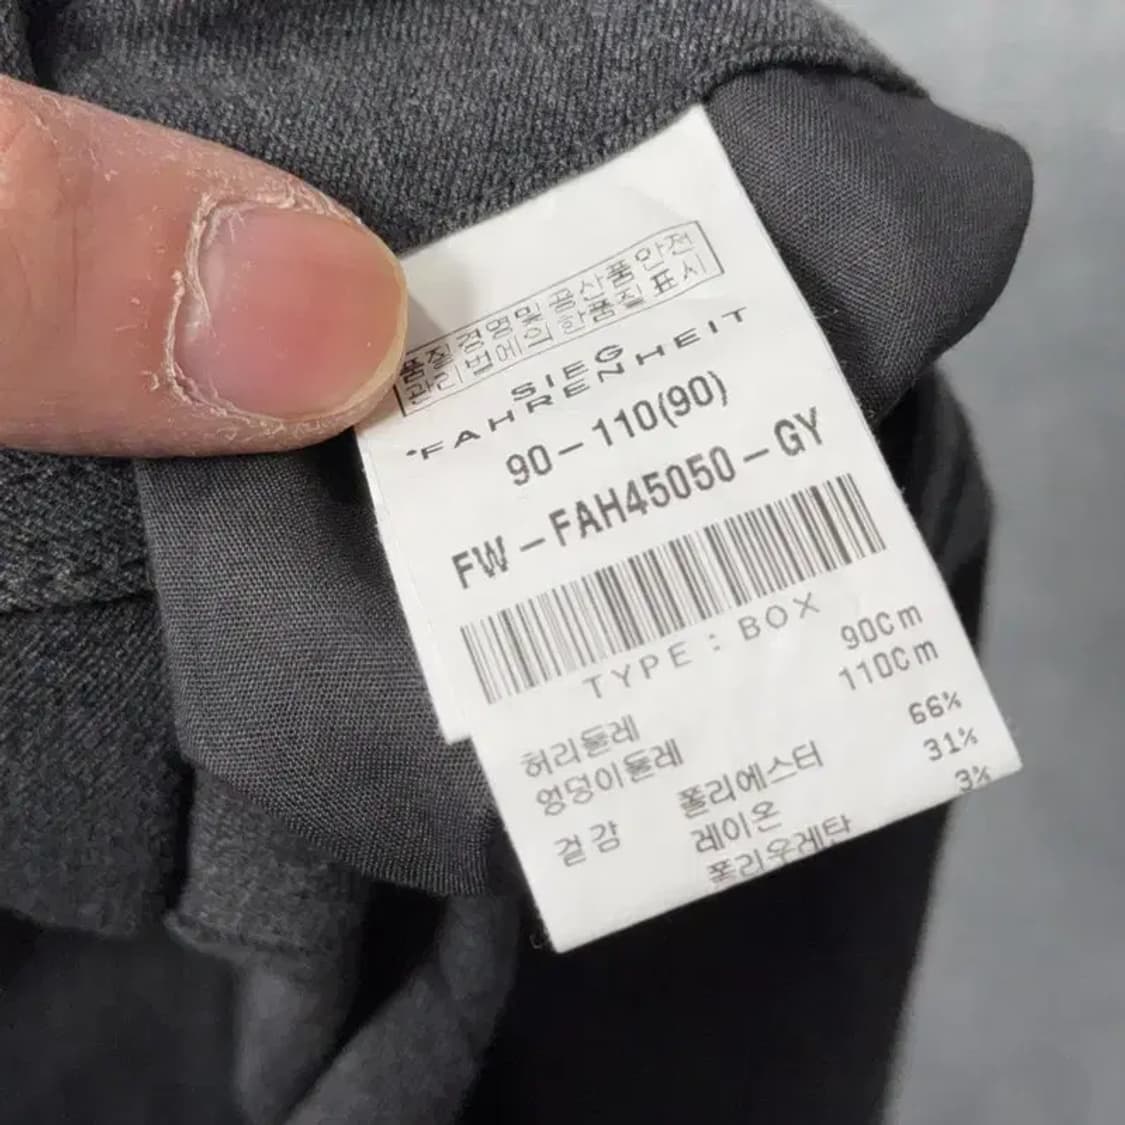 품질경영 및 공산품안전
관리법에 의한 품질표시
SIEG
FAHRENHEIT
90-110(90)
FW-FAH45050-GY
TYPE : BOX
허리둘레 90Cm
엉덩이둘레 110Cm
겉감 폴리에스터 66%
레이온 31%
폴리우레탄 3%